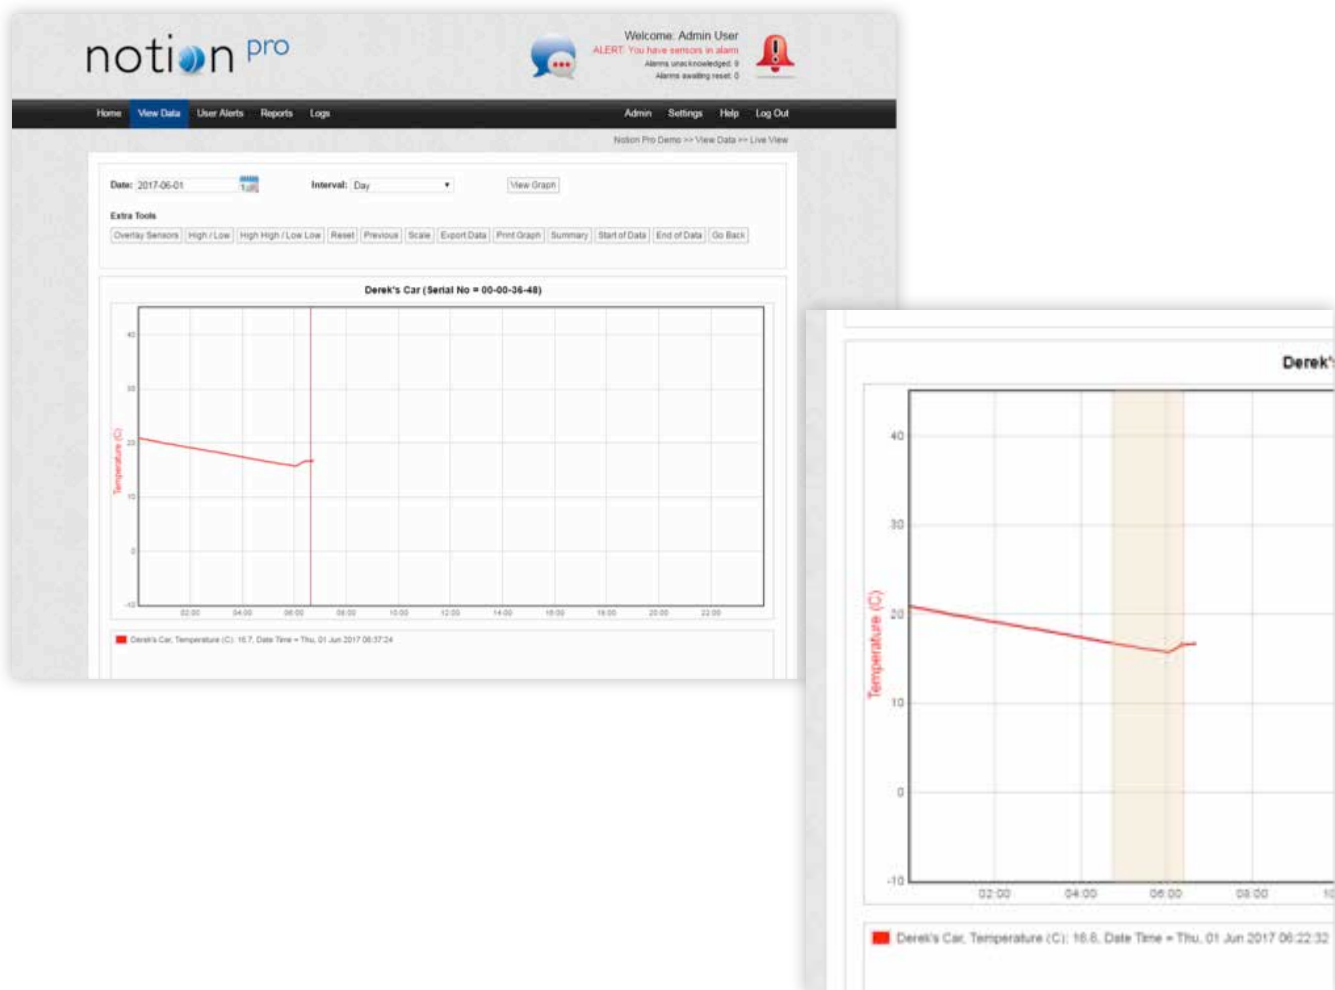 notion pro
Welcome: Admin User
ALERT: You have sensors in alarm
Alarms unacknowledged: 9
Alarms awaiting reset: 0
Home View Data User Alerts Reports Logs Admin Settings Help Log Out
Notion Pro Demo >> View Data >> Live View
Date: 2017-06-01 Interval: Day View Graph
Extra Tools
Overlay Sensors High / Low High High / Low Low Reset Previous Scale Export Data Print Graph Summary Start of Data End of Data Go Back
Derek's Car (Serial No = 00-00-36-48)
40
30
20
10
0
-10
Temperature (C)
02:00 04:00 06:00 08:00 10:00 12:00 14:00 16:00 18:00 20:00 22:00
Derek's Car, Temperature (C): 16.7, Date Time = Thu, 01 Jun 2017 06:37:24
Derek's
40
30
20
10
0
-10
Temperature (C)
02:00 04:00 06:00 08:00
Derek's Car, Temperature (C): 16.6, Date Time = Thu, 01 Jun 2017 06:22:32